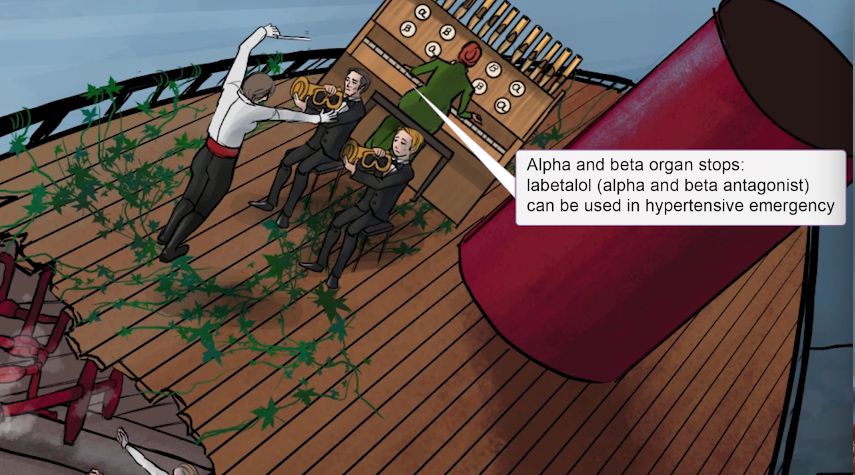 Alpha and beta organ stops:
labetalol (alpha and beta antagonist)
can be used in hypertensive emergency